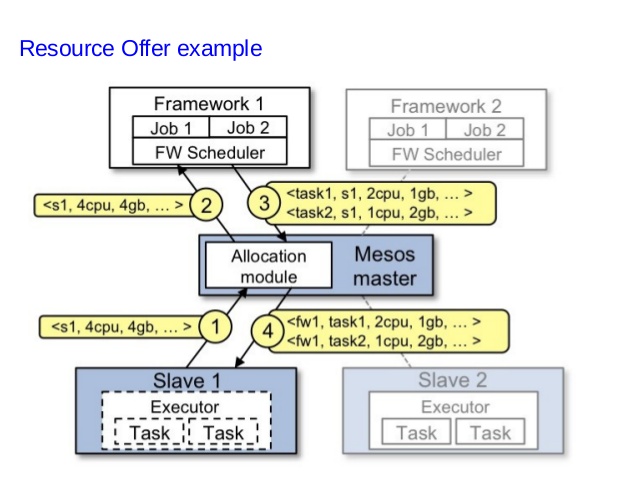 Resource Offer example
Framework 1
Job 1 Job 2
FW Scheduler
Framework 2
Job 1 Job 2
FW Scheduler
<s1, 4cpu, 4gb, … >
2
3
<task1, s1, 2cpu, 1gb, … >
<task2, s1, 1cpu, 2gb, … >
Allocation
module
Mesos
master
<s1, 4cpu, 4gb, … >
1
4
<fw1, task1, 2cpu, 1gb, … >
<fw1, task2, 1cpu, 2gb, … >
Slave 1
Executor
Task Task
Slave 2
Executor
Task Task